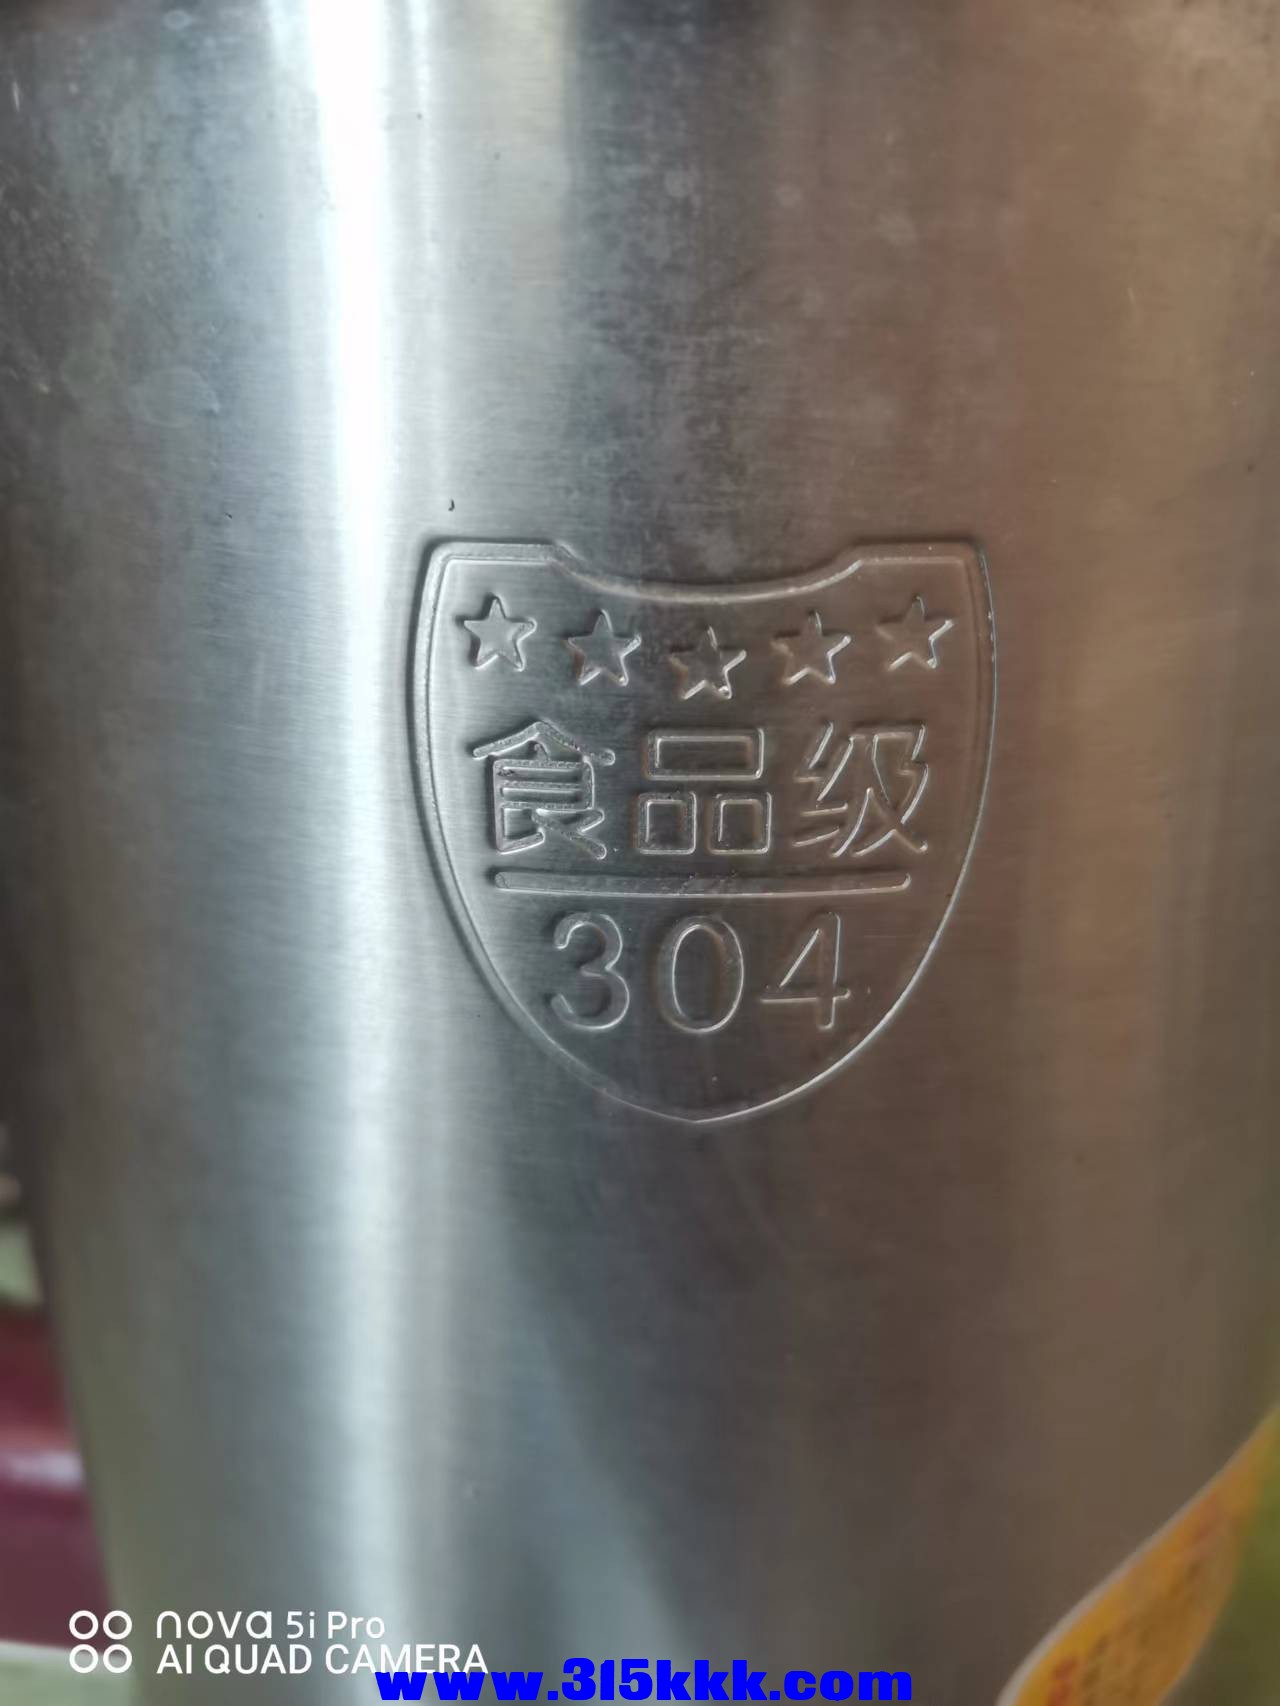 食品级
304
nova 5i Pro
AI QUAD CAMERA
www.315kkk.com